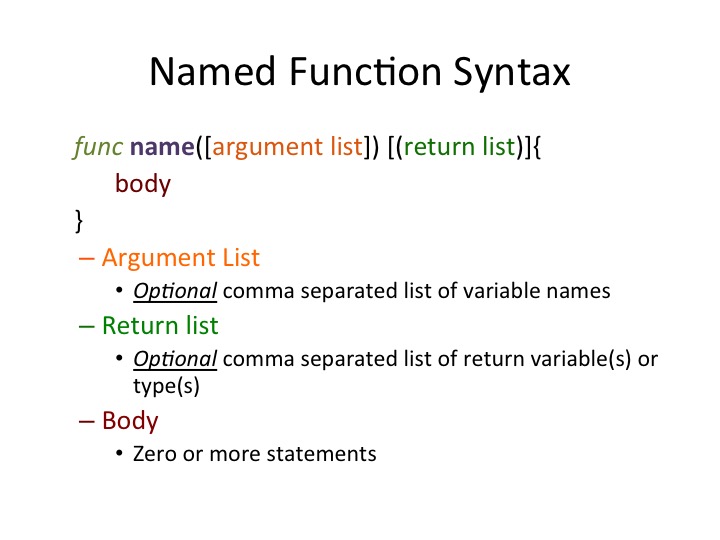 Named Function Syntax
func name([argument list]) [(return list)]{
body
}
– Argument List
• Optional comma separated list of variable names
– Return list
• Optional comma separated list of return variable(s) or
type(s)
– Body
• Zero or more statements